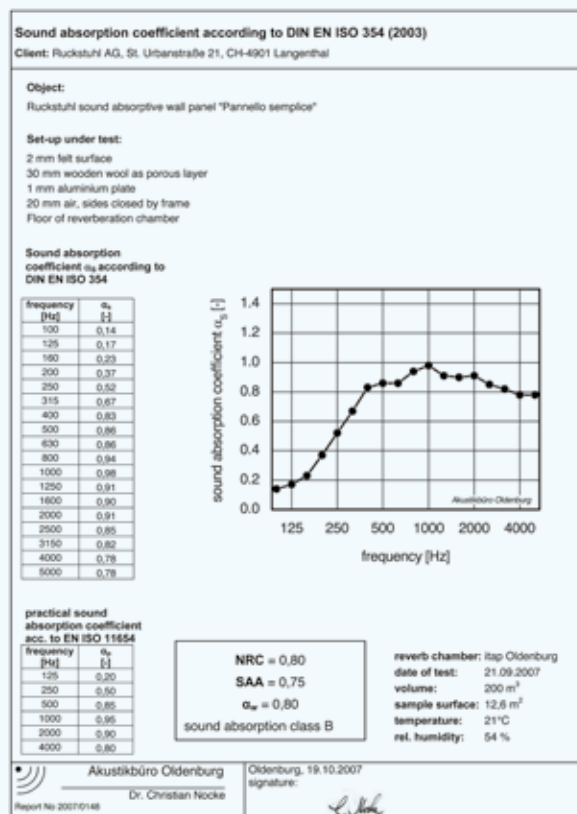 Sound absorption coefficient according to DIN EN ISO 354 (2003)
Client: Ruckstuhl AG, St. Urbanstraße 21, CH-4901 Langenthal
Object:
Ruckstuhl sound absorptive wall panel "Pannello semplice"
Set-up under test:
2 mm felt surface
30 mm wooden wool as porous layer
1 mm aluminium plate
20 mm air, sides closed by frame
Floor of reverberation chamber
Sound absorption
coefficient αs according to
DIN EN ISO 354
frequency [Hz] αs [-]
100 0,14
125 0,17
160 0,23
200 0,37
250 0,52
315 0,67
400 0,83
500 0,86
630 0,86
800 0,94
1000 0,98
1250 0,91
1600 0,90
2000 0,91
2500 0,85
3150 0,82
4000 0,78
5000 0,78
sound absorption coefficient αs [-]
1.4
1.2
1.0
0.8
0.6
0.4
0.2
0.0
Akustikbüro Oldenburg
125 250 500 1000 2000 4000
frequency [Hz]
practical sound
absorption coefficient
acc. to EN ISO 11654
frequency [Hz] αp [-]
125 0,20
250 0,50
500 0,85
1000 0,95
2000 0,90
4000 0,80
NRC = 0,80
SAA = 0,75
αw = 0,80
sound absorption class B
reverb chamber: itap Oldenburg
date of test: 21.09.2007
volume: 200 m³
sample surface: 12,6 m²
temperature: 21°C
rel. humidity: 54 %
Akustikbüro Oldenburg
Dr. Christian Nocke
Report No 2007/0148
Oldenburg, 19.10.2007
signature:
C. Nocke